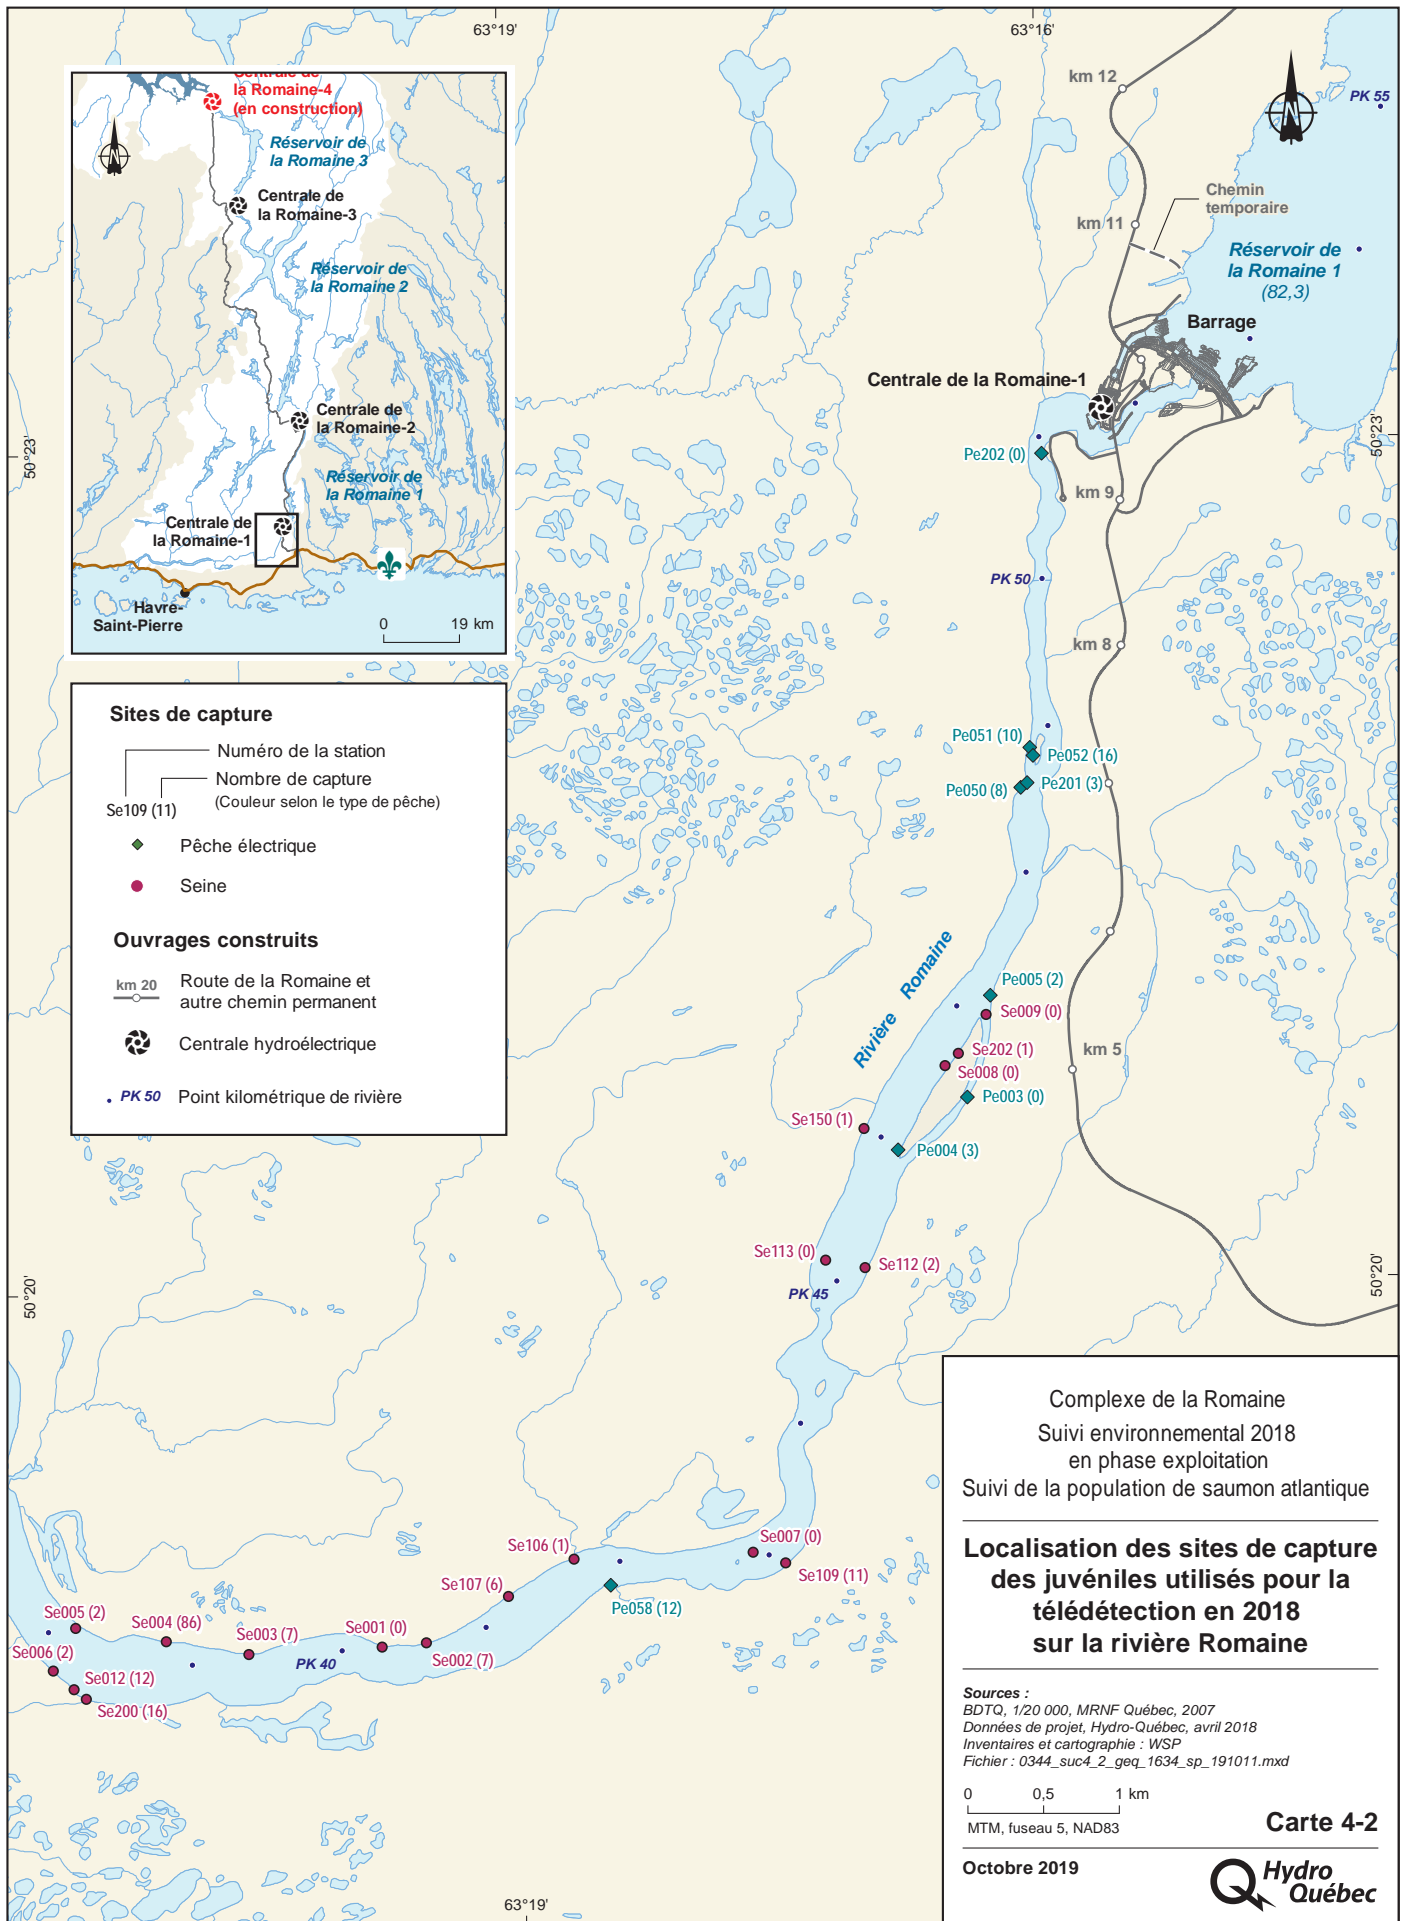 63°19'
63°16'
km 12
PK 55
Centrale de
la Romaine-4
(en construction)
N
Réservoir de
la Romaine 3
Centrale de
la Romaine-3
Réservoir de
la Romaine 2
Centrale de
la Romaine-2
Réservoir de
la Romaine 1
Centrale de
la Romaine-1
Havre-
Saint-Pierre
0 19 km
N
Chemin
temporaire
km 11
Réservoir de
la Romaine 1
(82,3)
Barrage
Centrale de la Romaine-1
50°23'
50°23'
Pe202 (0)
km 9
PK 50
km 8
Sites de capture
Numéro de la station
Nombre de capture
(Couleur selon le type de pêche)
Se109 (11)
Pêche électrique
Seine
Ouvrages construits
km 20
Route de la Romaine et
autre chemin permanent
Centrale hydroélectrique
PK 50
Point kilométrique de rivière
Pe051 (10)
Pe052 (16)
Pe201 (3)
Pe050 (8)
Rivière Romaine
Pe005 (2)
Se009 (0)
Se202 (1)
Se008 (0)
km 5
Pe003 (0)
Se150 (1)
Pe004 (3)
Se113 (0)
Se112 (2)
PK 45
50°20'
50°20'
Se007 (0)
Se106 (1)
Se109 (11)
Se107 (6)
Pe058 (12)
Se005 (2)
Se004 (86)
Se003 (7)
Se001 (0)
Se002 (7)
PK 40
Se006 (2)
Se012 (12)
Se200 (16)
Complexe de la Romaine
Suivi environnemental 2018
en phase exploitation
Suivi de la population de saumon atlantique
Localisation des sites de capture
des juvéniles utilisés pour la
télédétection en 2018
sur la rivière Romaine
Sources :
BDTQ, 1/20 000, MRNF Québec, 2007
Données de projet, Hydro-Québec, avril 2018
Inventaires et cartographie : WSP
Fichier : 0344_suc4_2_geq_1634_sp_191011.mxd
0 0,5 1 km
MTM, fuseau 5, NAD83
Carte 4-2
Octobre 2019
Hydro
Québec
63°19'